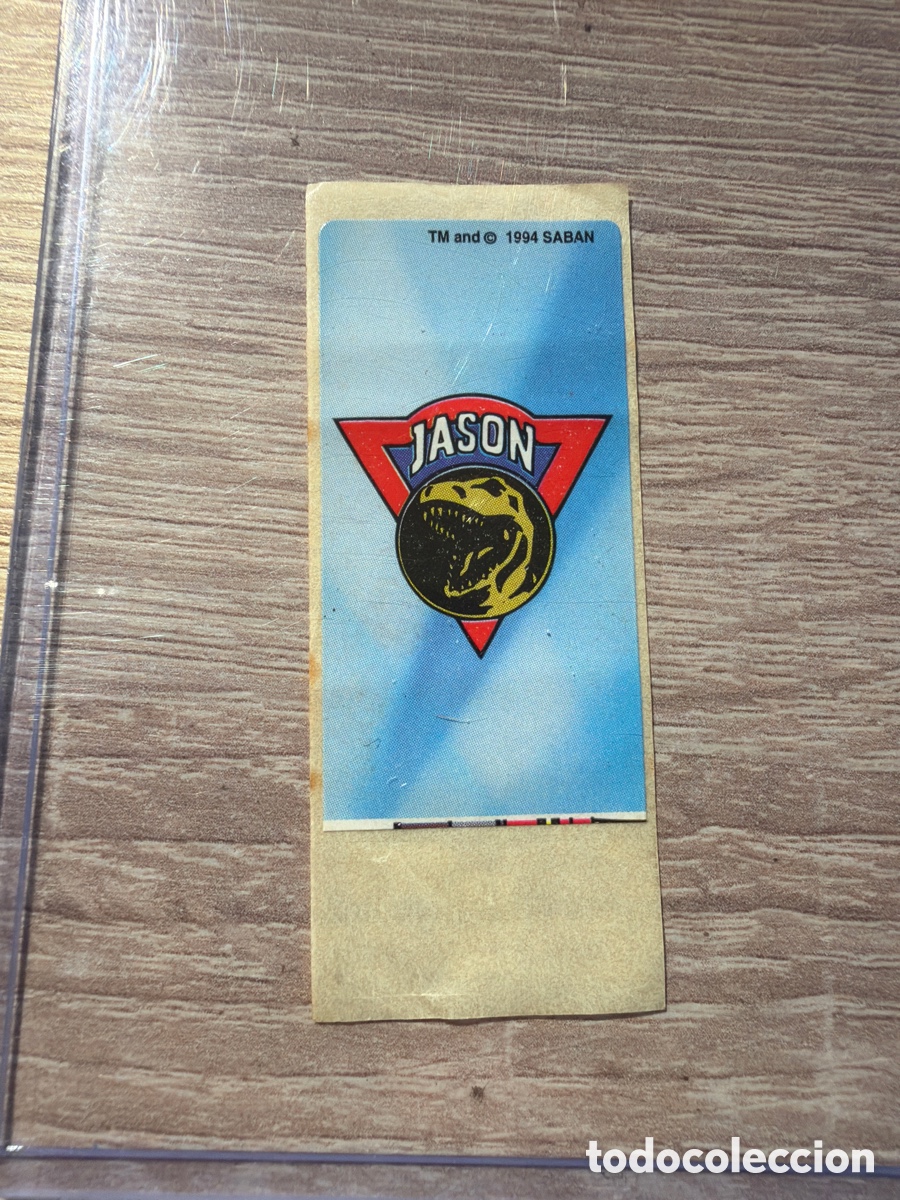 TM and © 1994 SABAN
JASON
todocoleccion